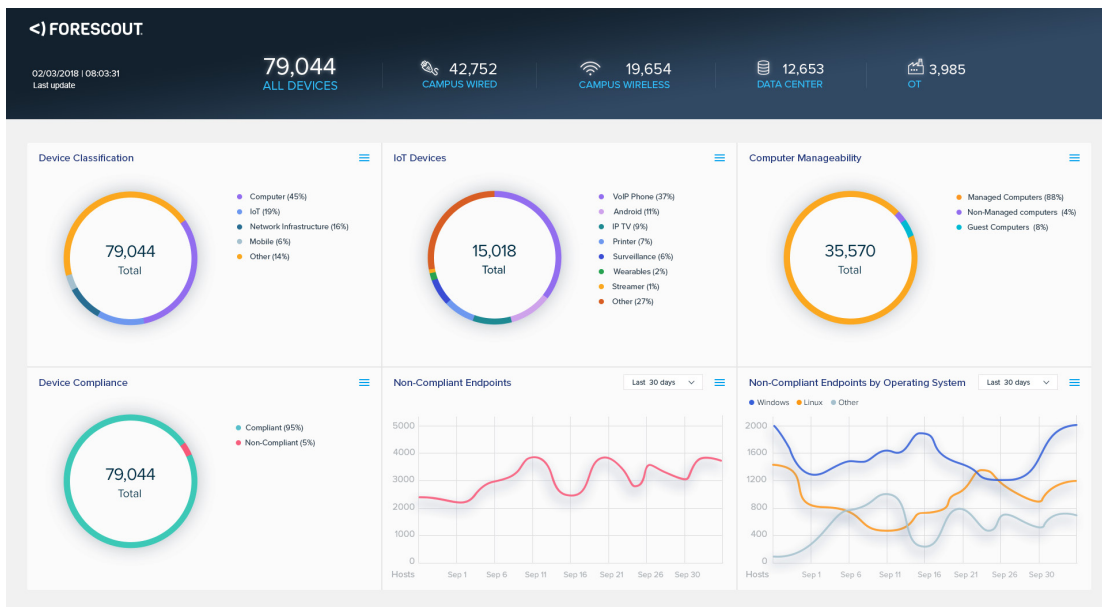 <) FORESCOUT.
02/03/2018 | 08:03:31
Last update
79,044
ALL DEVICES
42,752
CAMPUS WIRED
19,654
CAMPUS WIRELESS
12,653
DATA CENTER
3,985
OT
Device Classification
79,044
Total
Computer (45%)
IoT (19%)
Network Infrastructure (16%)
Mobile (6%)
Other (14%)
IoT Devices
15,018
Total
VoIP Phone (37%)
Android (11%)
IP TV (9%)
Printer (7%)
Surveillance (6%)
Wearables (2%)
Streamer (1%)
Other (27%)
Computer Manageability
35,570
Total
Managed Computers (88%)
Non-Managed computers (4%)
Guest Computers (8%)
Device Compliance
79,044
Total
Compliant (95%)
Non-Compliant (5%)
Non-Compliant Endpoints
Last 30 days
5000
4000
3000
2000
1000
0
Hosts Sep 1 Sep 6 Sep 11 Sep 16 Sep 21 Sep 26 Sep 30
Non-Compliant Endpoints by Operating System
Last 30 days
Windows Linux Other
2000
1600
1200
800
400
0
Hosts Sep 1 Sep 6 Sep 11 Sep 16 Sep 21 Sep 26 Sep 30